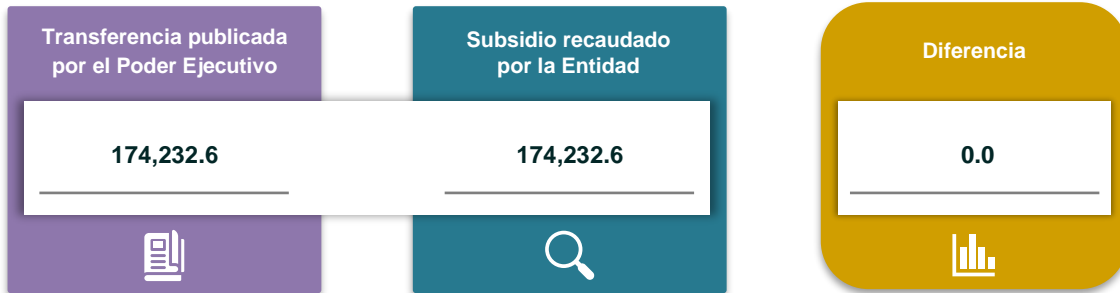 Transferencia publicada
por el Poder Ejecutivo
174,232.6
Subsidio recaudado
por la Entidad
174,232.6
Diferencia
0.0